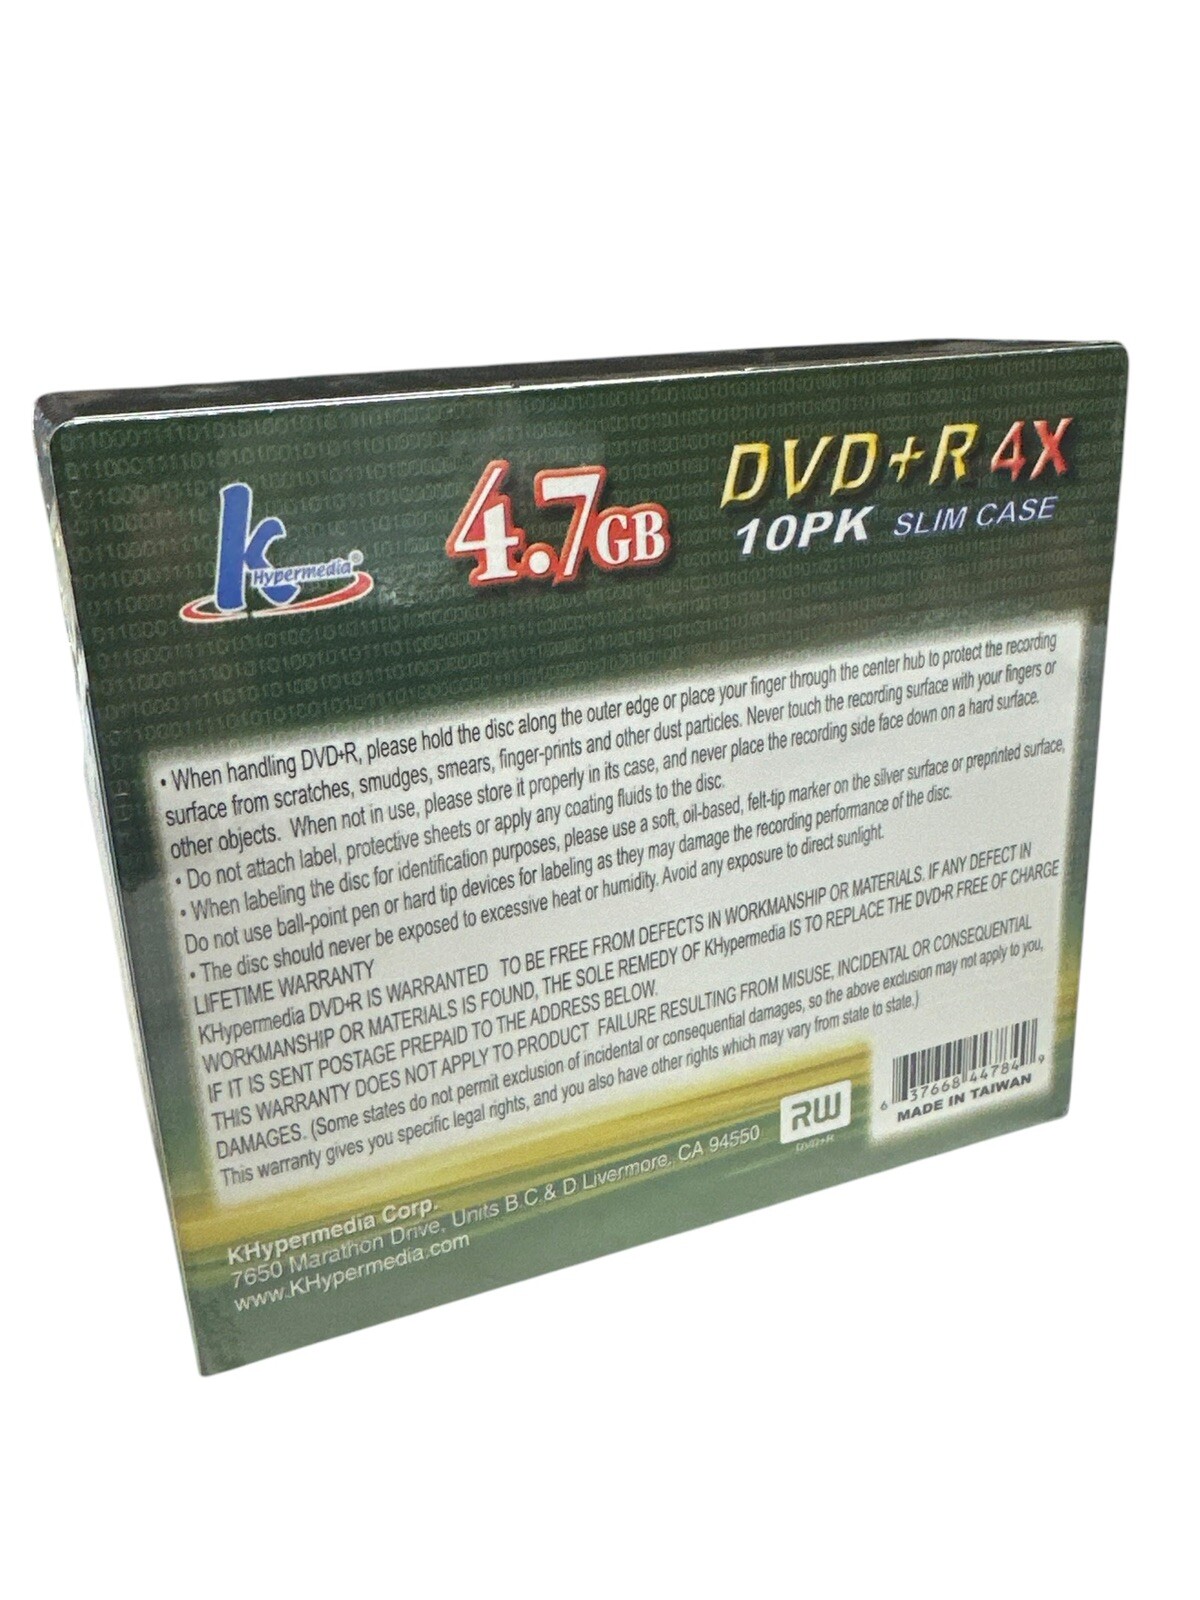 K Hypermedia®
4.7GB
DVD+R 4X
10PK SLIM CASE
• When handling DVD+R, please hold the disc along the outer edge or place your finger through the center hub to protect the recording
surface from scratches, smudges, smears, finger-prints and other dust particles. Never touch the recording surface with your fingers or
other objects. When not in use, please store it properly in its case, and never place the recording side face down on a hard surface.
• Do not attach label, protective sheets or apply any coating fluids to the disc.
• When labeling the disc for identification purposes, please use a soft, oil-based, felt-tip marker on the silver surface or preprinted surface,
Do not use ball-point pen or hard tip devices for labeling as they may damage the recording performance of the disc.
• The disc should never be exposed to excessive heat or humidity. Avoid any exposure to direct sunlight.
LIFETIME WARRANTY
KHypermedia DVD+R IS WARRANTED TO BE FREE FROM DEFECTS IN WORKMANSHIP OR MATERIALS. IF ANY DEFECT IN
WORKMANSHIP OR MATERIALS IS FOUND, THE SOLE REMEDY OF KHypermedia IS TO REPLACE THE DVD+R FREE OF CHARGE
IF IT IS SENT POSTAGE PREPAID TO THE ADDRESS BELOW.
THIS WARRANTY DOES NOT APPLY TO PRODUCT FAILURE RESULTING FROM MISUSE, INCIDENTAL OR CONSEQUENTIAL
DAMAGES. (Some states do not permit exclusion of incidental or consequential damages, so the above exclusion may not apply to you,
This warranty gives you specific legal rights, and you also have other rights which may vary from state to state.)
6 37668 44784 9
MADE IN TAIWAN
RW
DVD+R
KHypermedia Corp.
7650 Marathon Drive, Units B.C & D Livermore, CA 94550
www.KHypermedia.com